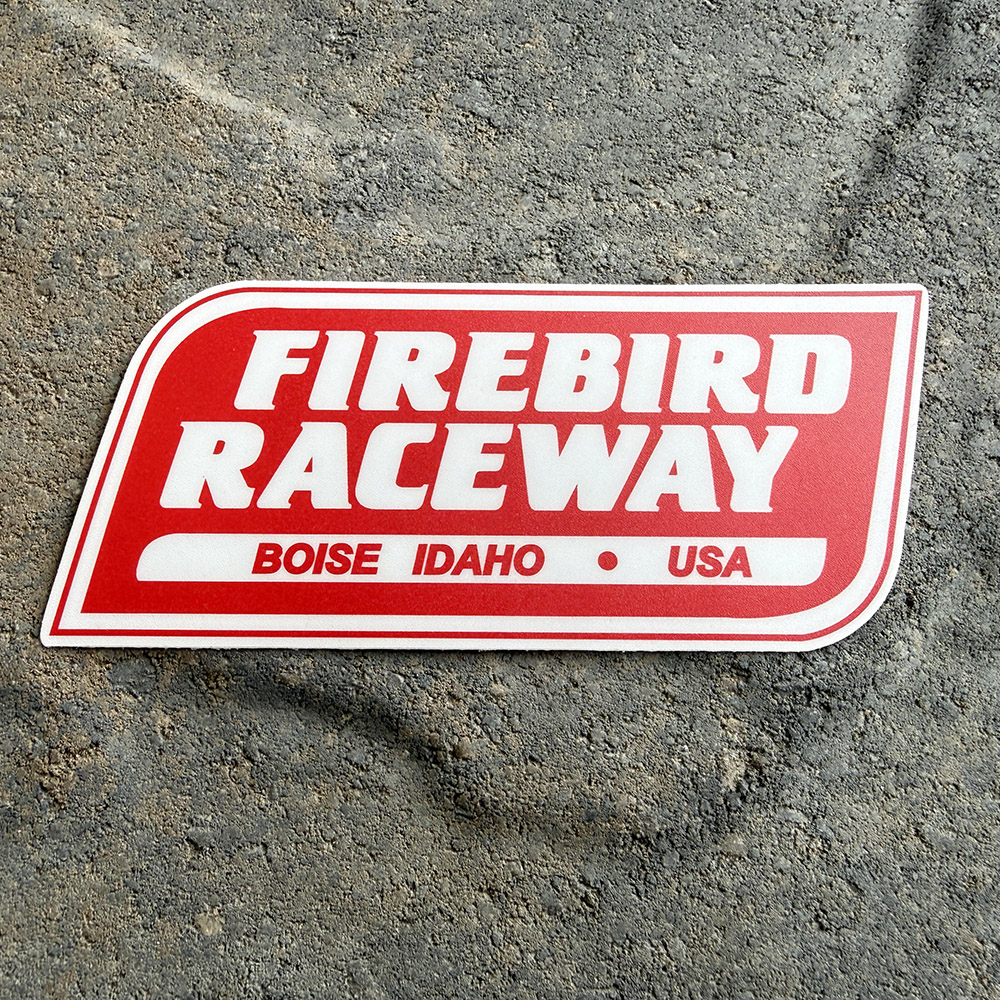 FIREBIRD
RACEWAY
BOISE IDAHO • USA